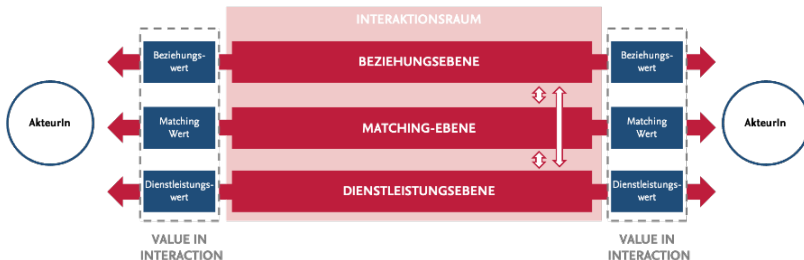 INTERAKTIONSRAUM
Beziehungs-
wert
BEZIEHUNGSEBENE
Beziehungs-
wert
AkteurIn
Matching
Wert
MATCHING-EBENE
Matching
Wert
AkteurIn
Dienstleistungs-
wert
DIENSTLEISTUNGSEBENE
Dienstleistungs-
wert
VALUE IN
INTERACTION
VALUE IN
INTERACTION